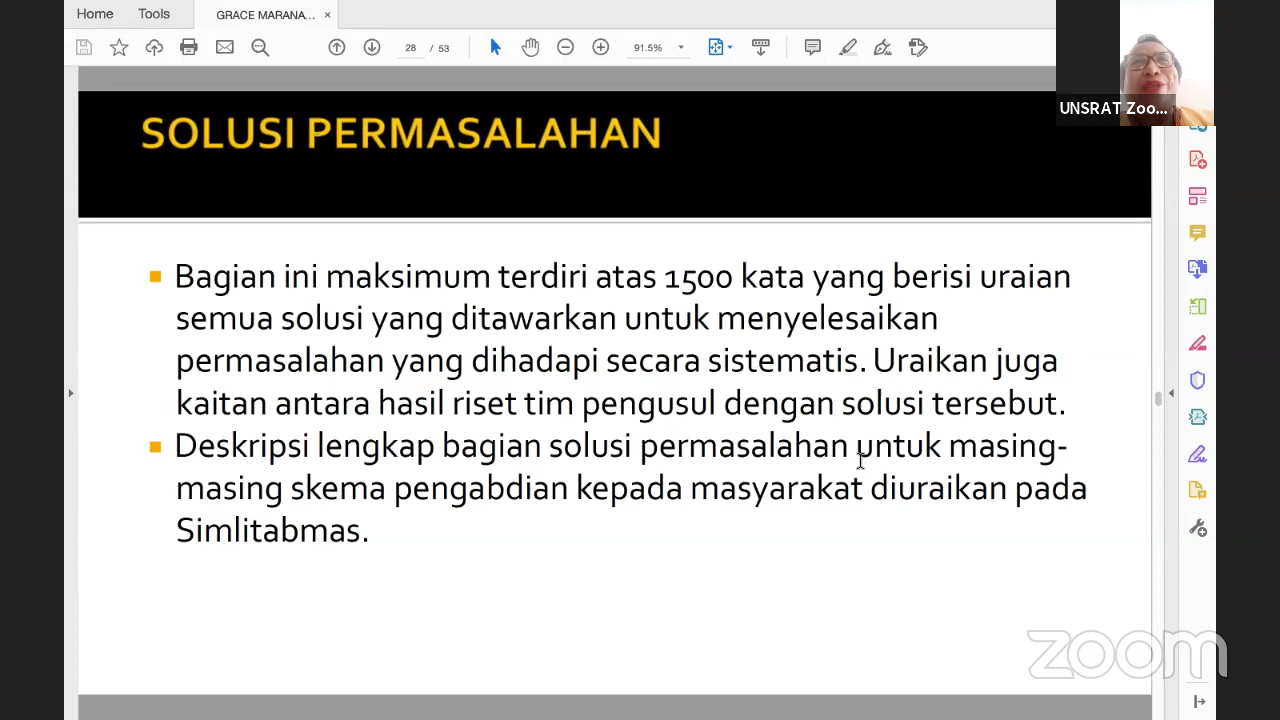 Home Tools GRACE MARANA... ×
28 / 53 91.5%
UNSRAT Zoo...
SOLUSI PERMASALAHAN
Bagian ini maksimum terdiri atas 1500 kata yang berisi uraian
semua solusi yang ditawarkan untuk menyelesaikan
permasalahan yang dihadapi secara sistematis. Uraikan juga
kaitan antara hasil riset tim pengusul dengan solusi tersebut.
Deskripsi lengkap bagian solusi permasalahan untuk masing-
masing skema pengabdian kepada masyarakat diuraikan pada
Simlitabmas.
zoom